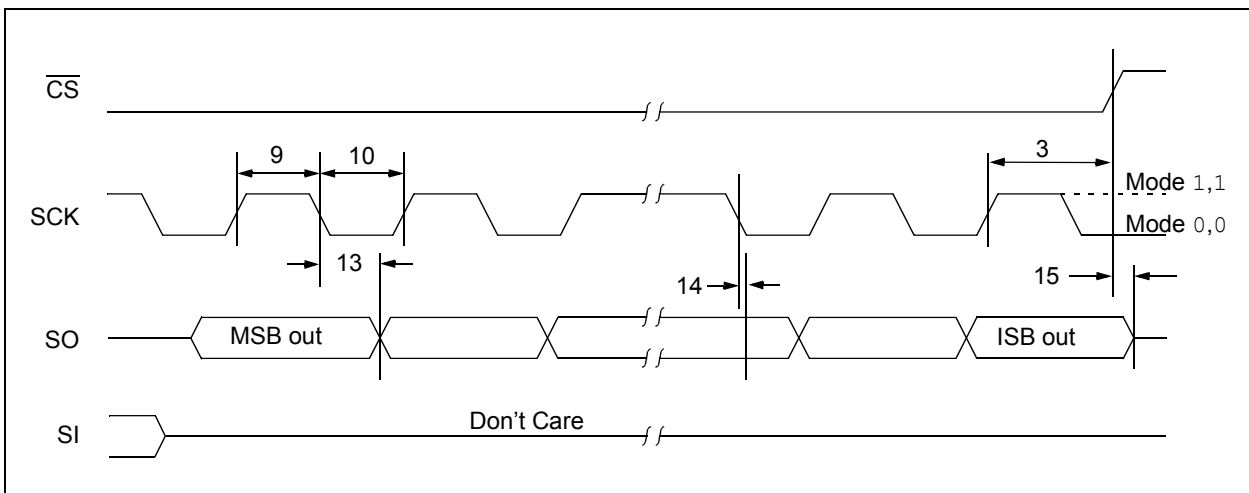 CS
9
10
3
Mode 1,1
SCK
Mode 0,0
13
14
15
SO
MSB out
ISB out
Don't Care
SI